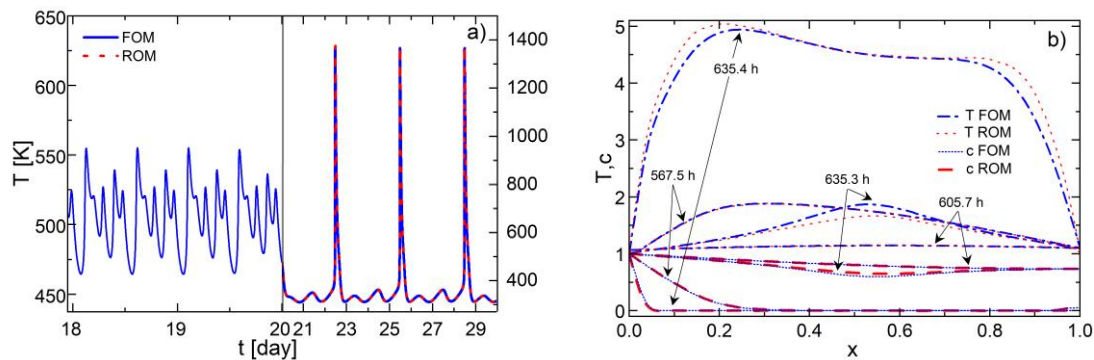 650
600
550
500
450
T [K]
FOM
ROM
a)
1400
1200
1000
800
600
400
18
19
20
21
23
25
27
29
t [day]
5
4
3
2
1
0
T,c
b)
635.4 h
T FOM
T ROM
c FOM
c ROM
567.5 h
635.3 h
605.7 h
0.0
0.2
0.4
0.6
0.8
1.0
x